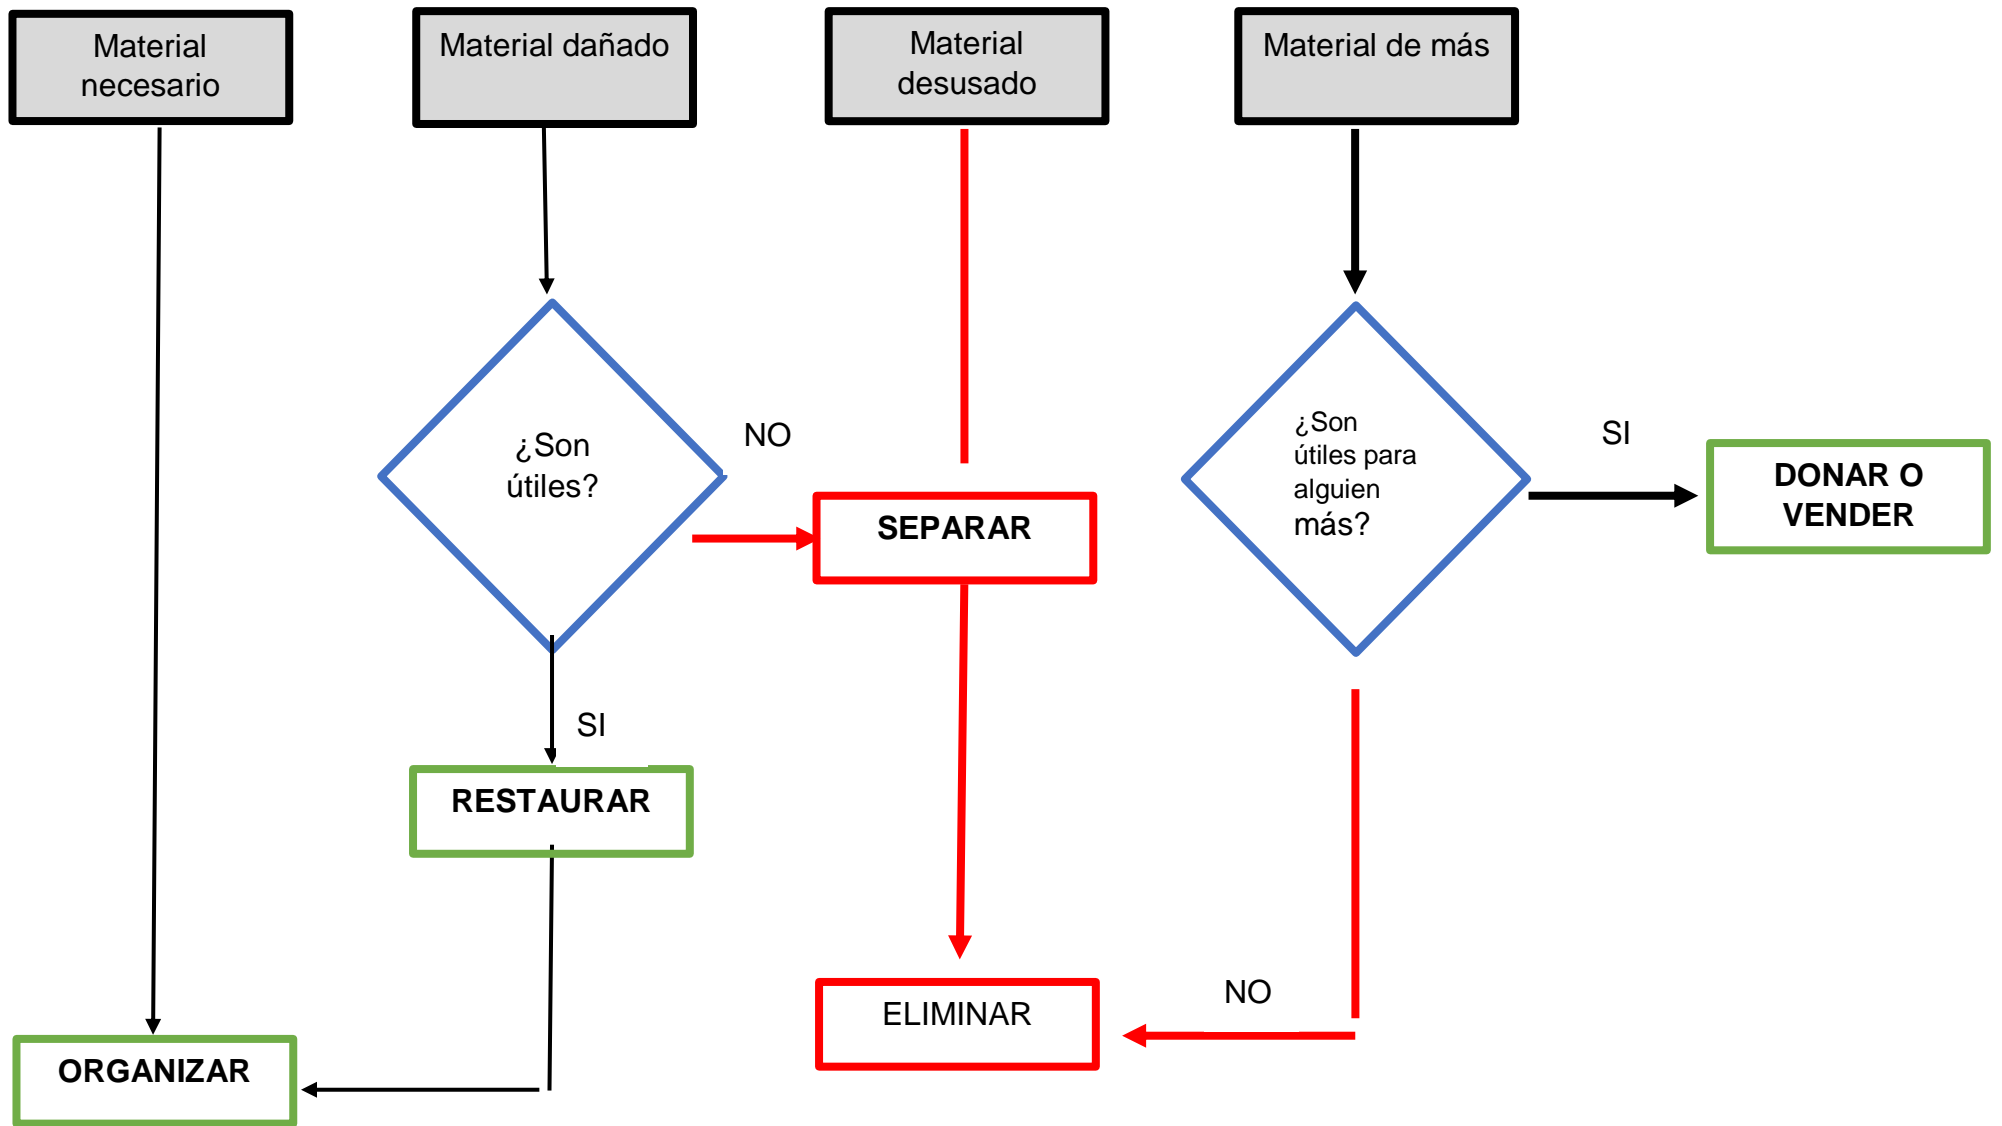 Material
necesario
Material dañado
Material
desusado
Material de más
¿Son
útiles?
NO
¿Son
útiles para
alguien
más?
SI
DONAR O
VENDER
SEPARAR
SI
RESTAURAR
NO
ELIMINAR
ORGANIZAR